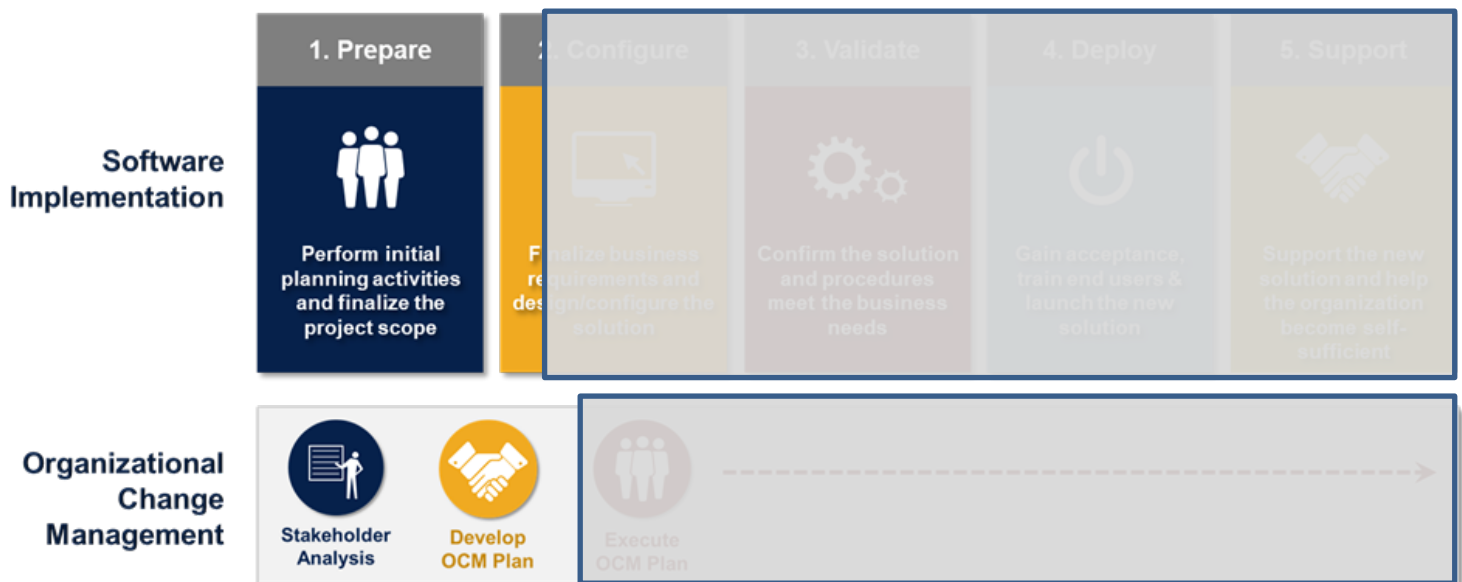 1. Prepare
2. Configure
3. Validate
4. Deploy
5. Support
Software
Implementation
Perform initial
planning activities
and finalize the
project scope
Finalize business
requirements and
design/configure the
solution
Confirm the solution
and procedures
meet the business
needs
Gain acceptance,
train end users &
launch the new
solution
Support the new
solution and help
the organization
become self-
sufficient
Organizational
Change
Management
Stakeholder
Analysis
Develop
OCM Plan
Execute
OCM Plan